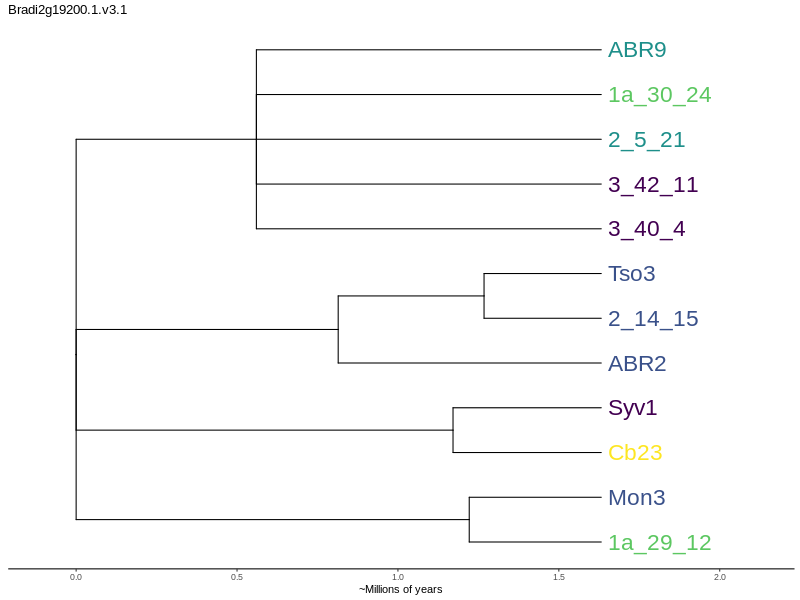 Bradi2g19200.1.v3.1
ABR9
1a_30_24
2_5_21
3_42_11
3_40_4
Tso3
2_14_15
ABR2
Syv1
Cb23
Mon3
1a_29_12
0.0 0.5 1.0 1.5 2.0
~Millions of years